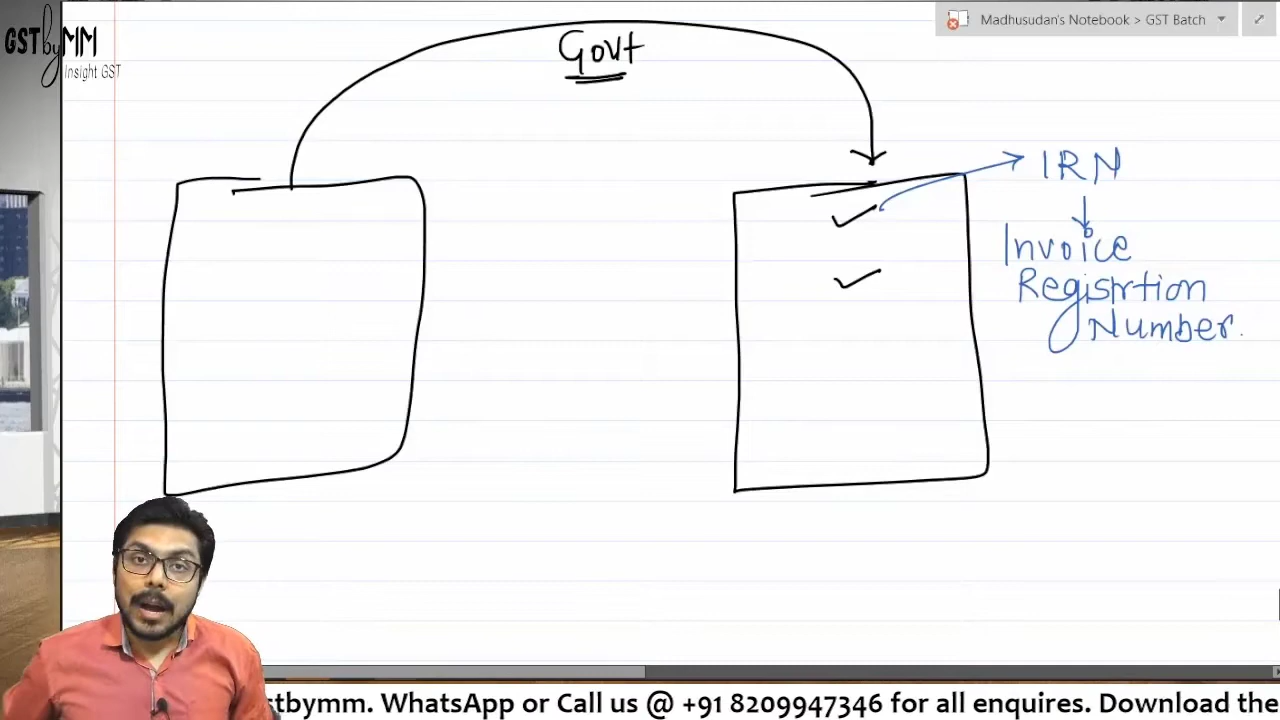 GST by MM
Insight GST
Madhusudan's Notebook > GST Batch
Govt
IRN
Invoice
Registrtion
Number.
stbymm. WhatsApp or Call us @ +91 8209947346 for all enquires. Download the